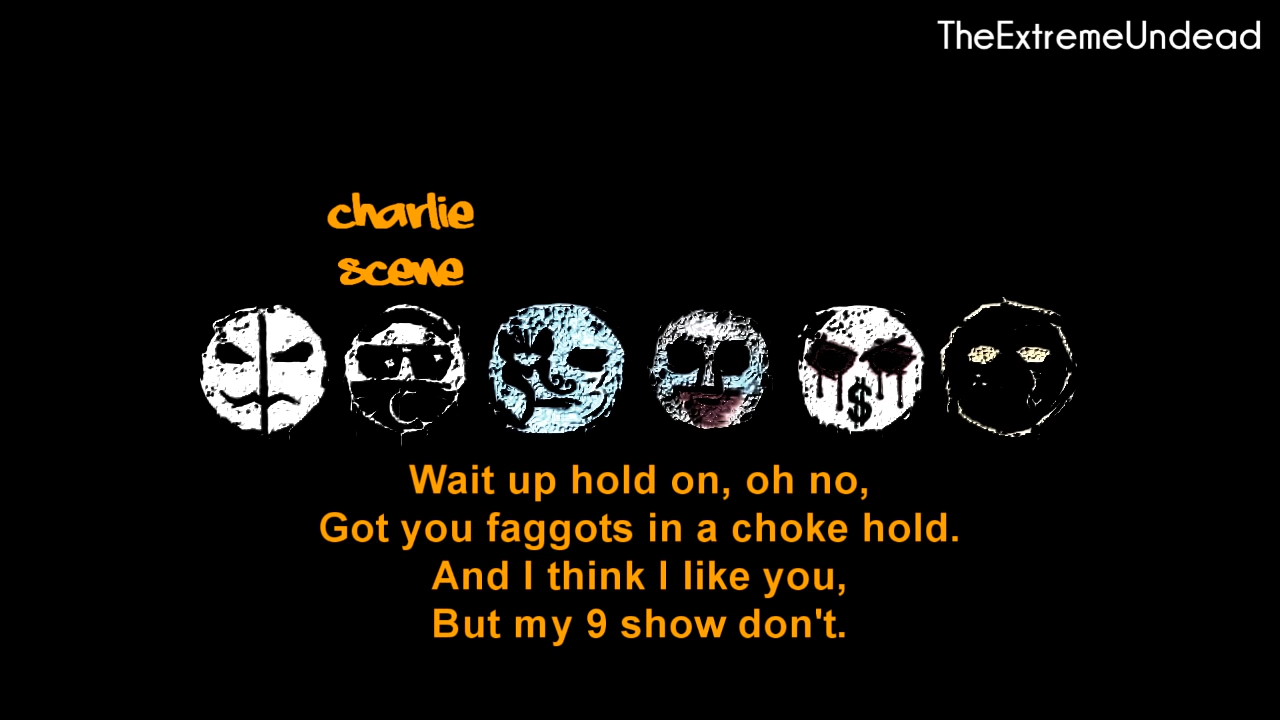 TheExtremeUndead
charlie
scene
Wait up hold on, oh no,
Got you faggots in a choke hold.
And I think I like you,
But my 9 show don't.